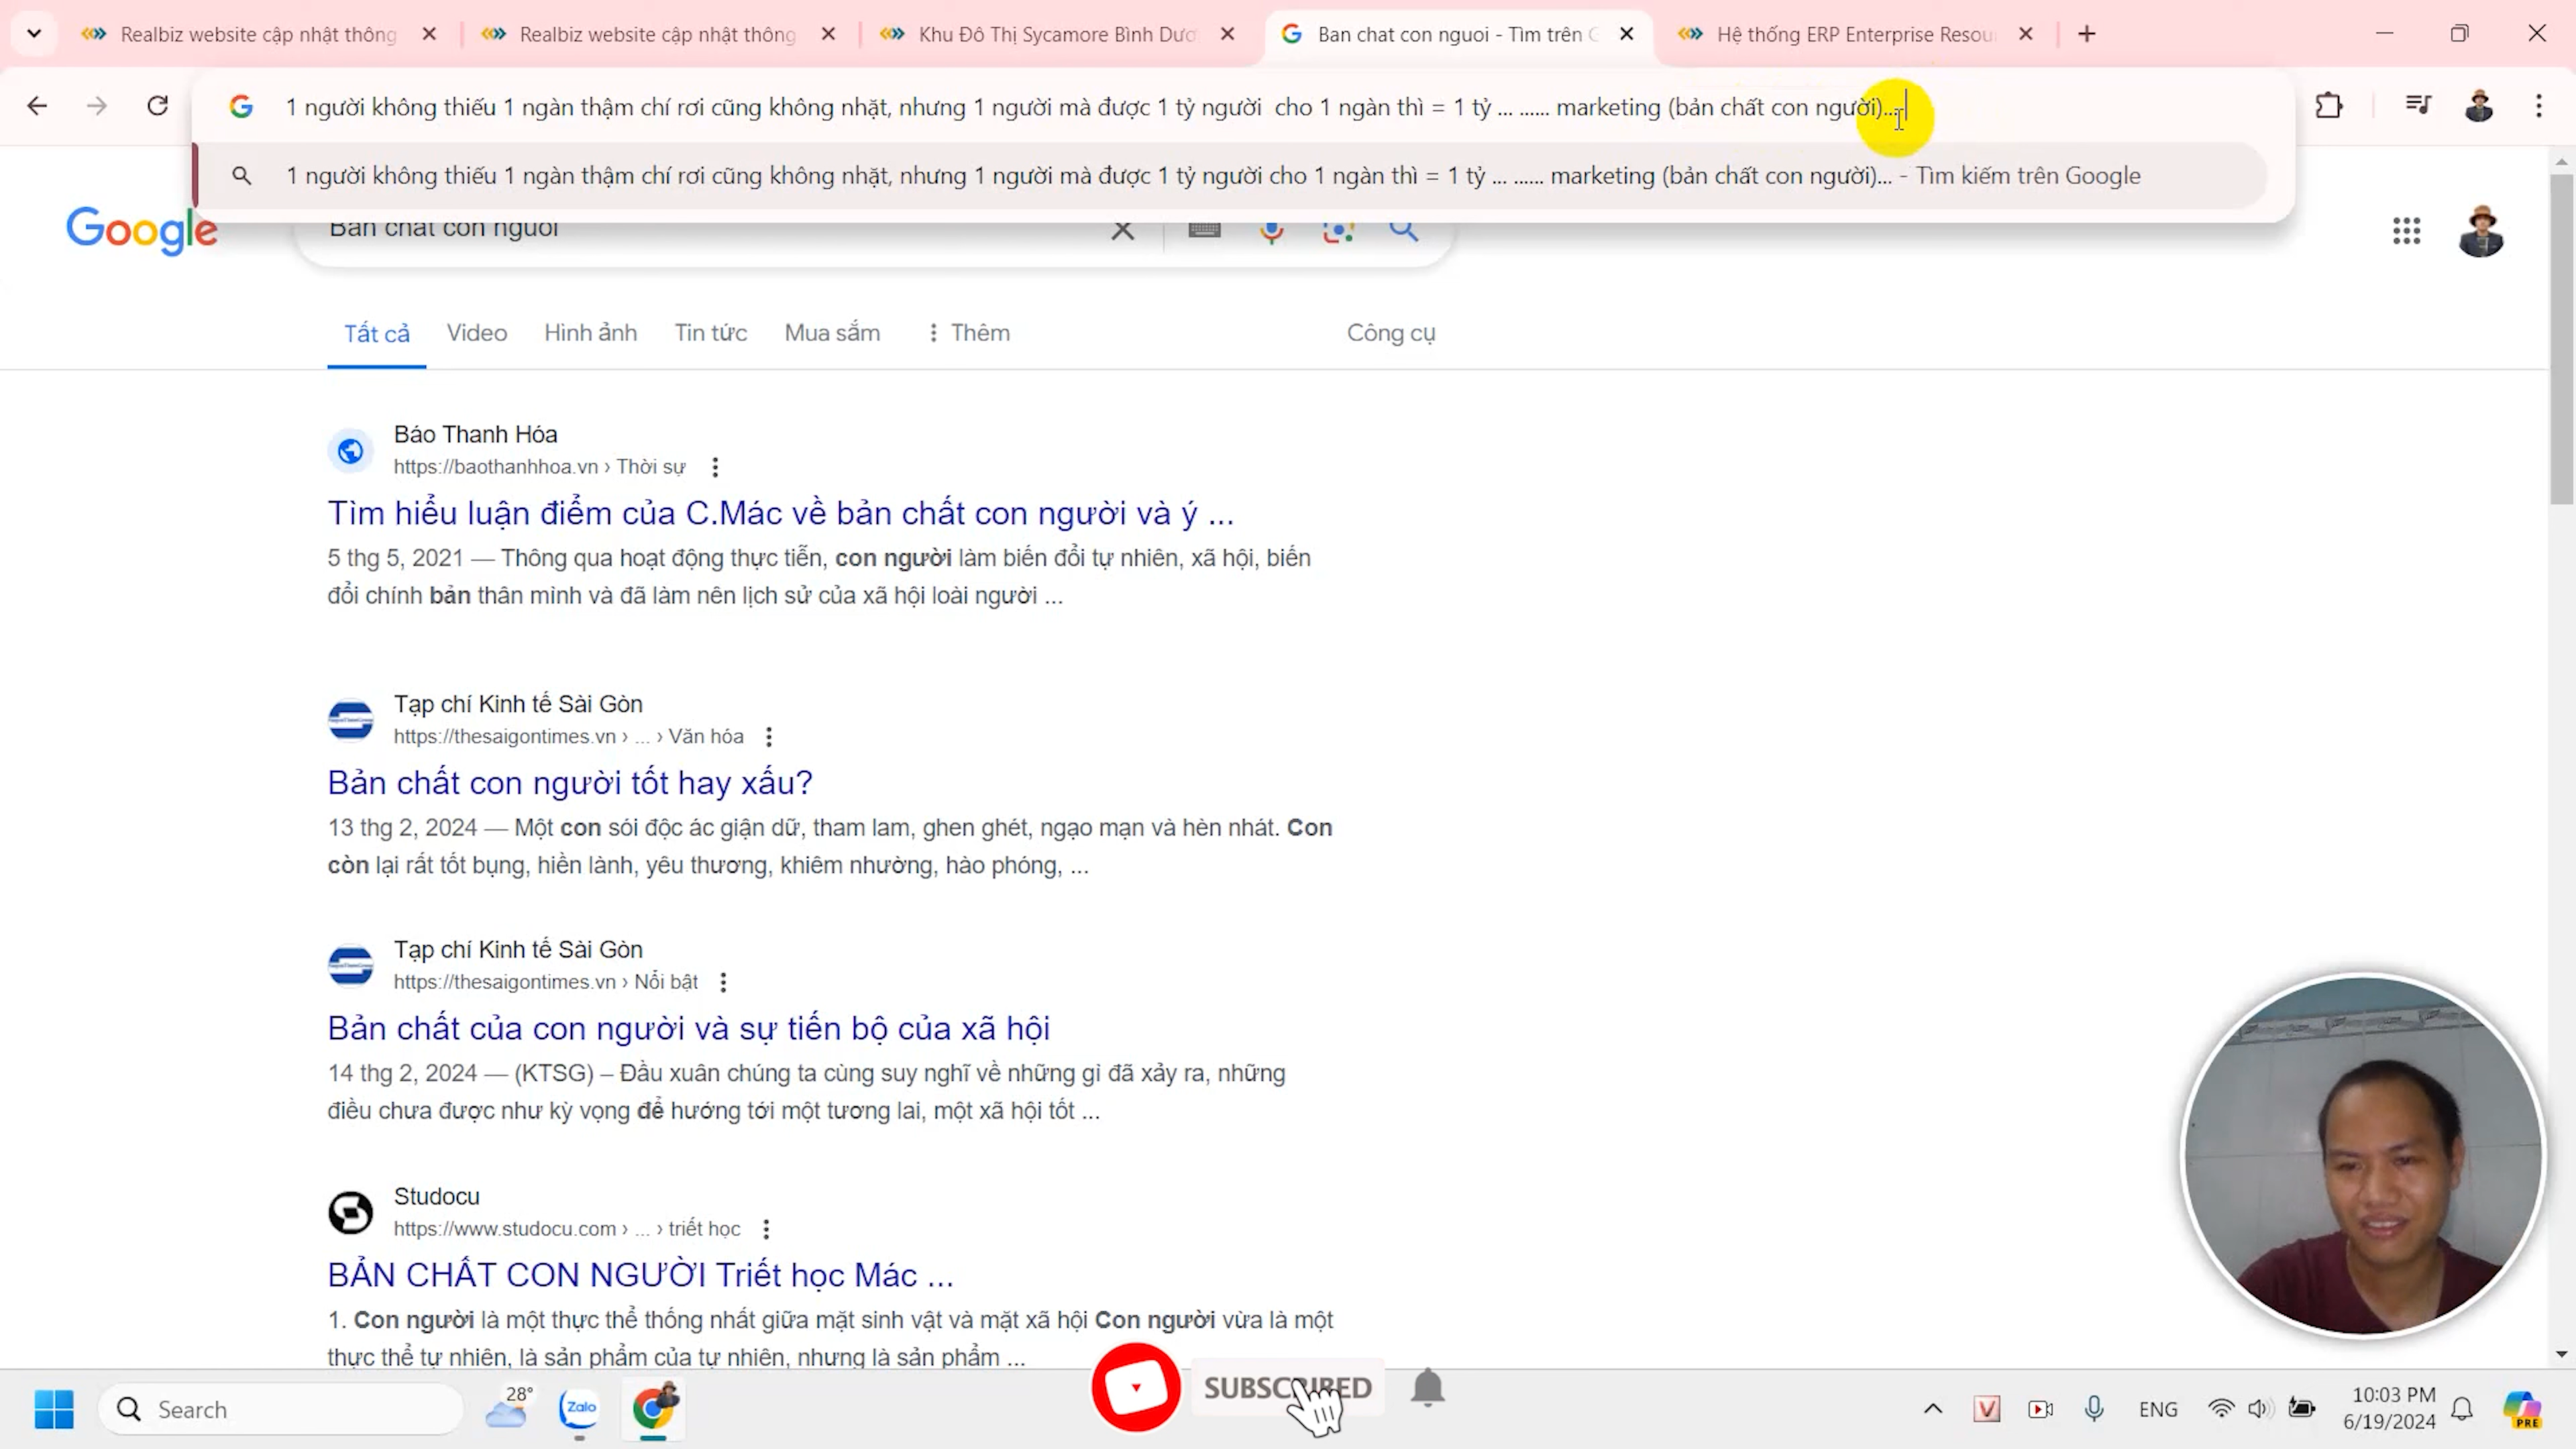 Realbiz website cập nhật thông
Realbiz website cập nhật thông
Khu Đô Thị Sycamore Bình Dươ
Ban chat con nguoi - Tìm trên G
Hệ thống ERP Enterprise Resou
1 người không thiếu 1 ngàn thậm chí rơi cũng không nhặt, nhưng 1 người mà được 1 tỷ người  cho 1 ngàn thì = 1 tỷ ... ...... marketing (bản chất con người)...
1 người không thiếu 1 ngàn thậm chí rơi cũng không nhặt, nhưng 1 người mà được 1 tỷ người cho 1 ngàn thì = 1 tỷ ... ...... marketing (bản chất con người)... - Tìm kiếm trên Google
Google
Ban chat con nguoi
Tất cả
Video
Hình ảnh
Tin tức
Mua sắm
Thêm
Công cụ
Báo Thanh Hóa
https://baothanhhoa.vn › Thời sự
Tìm hiểu luận điểm của C.Mác về bản chất con người và ý ...
5 thg 5, 2021 — Thông qua hoạt động thực tiễn, con người làm biến đổi tự nhiên, xã hội, biến
đổi chính bản thân mình và đã làm nên lịch sử của xã hội loài người ...
Tạp chí Kinh tế Sài Gòn
https://thesaigontimes.vn › ... › Văn hóa
Bản chất con người tốt hay xấu?
13 thg 2, 2024 — Một con sói độc ác giận dữ, tham lam, ghen ghét, ngạo mạn và hèn nhát. Con
còn lại rất tốt bụng, hiền lành, yêu thương, khiêm nhường, hào phóng, ...
Tạp chí Kinh tế Sài Gòn
https://thesaigontimes.vn › Nổi bật
Bản chất của con người và sự tiến bộ của xã hội
14 thg 2, 2024 — (KTSG) – Đầu xuân chúng ta cùng suy nghĩ về những gì đã xảy ra, những
điều chưa được như kỳ vọng để hướng tới một tương lai, một xã hội tốt ...
Studocu
https://www.studocu.com › ... › triết học
BẢN CHẤT CON NGƯỜI Triết học Mác ...
1. Con người là một thực thể thống nhất giữa mặt sinh vật và mặt xã hội Con người vừa là một
thực thể tự nhiên, là sản phẩm của tự nhiên, nhưng là sản phẩm ...
SUBSCRIBED
Search
28°
Zalo
V
ENG
10:03 PM
6/19/2024
PRE